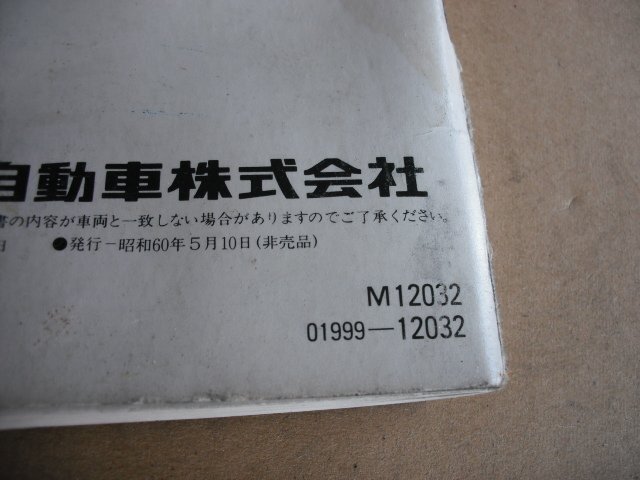 自動車株式会社
書の内容が車両と一致しない場合がありますのでご了承ください。
日 ●発行-昭和60年5月10日(非売品)
M12032
01999-12032